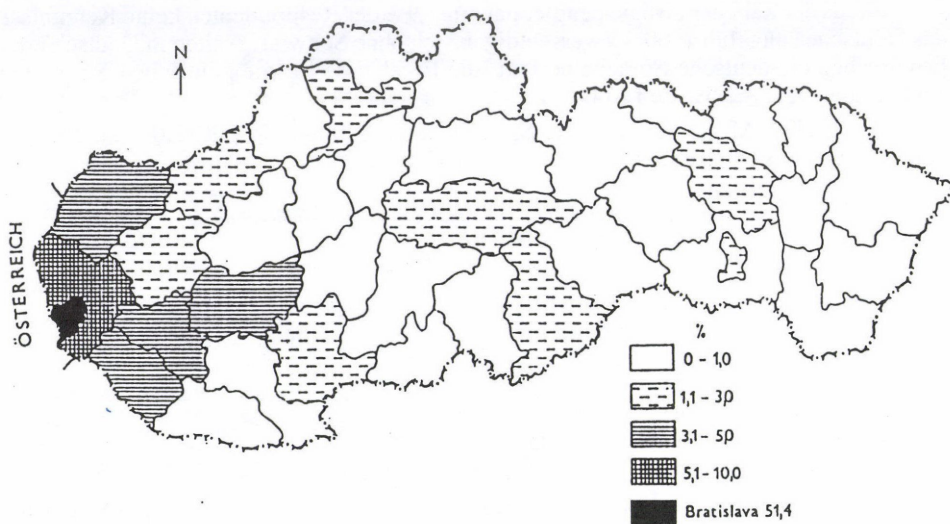 N
ÖSTERREICH
%
0 – 1,0
1,1 – 3,0
3,1 – 5,0
5,1 – 10,0
Bratislava 51,4